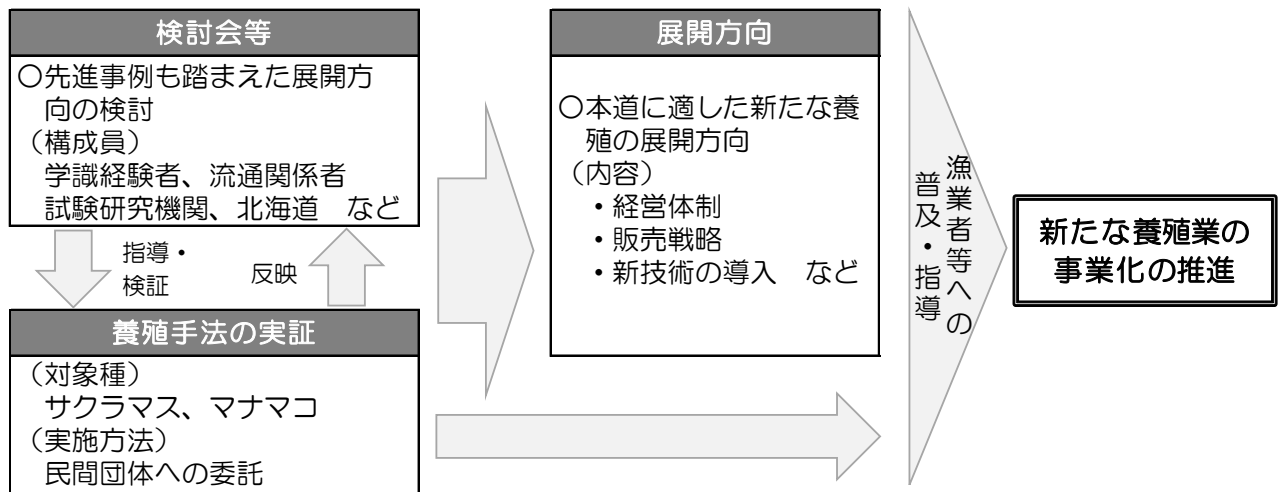 検討会等
〇先進事例も踏まえた展開方
向の検討
（構成員）
学識経験者、流通関係者
試験研究機関、北海道　など
指導・
検証
反映
養殖手法の実証
（対象種）
サクラマス、マナマコ
（実施方法）
民間団体への委託
展開方向
〇本道に適した新たな養
殖の展開方向
（内容）
・経営体制
・販売戦略
・新技術の導入　など
漁業者等への
普及・指導
新たな養殖業の
事業化の推進